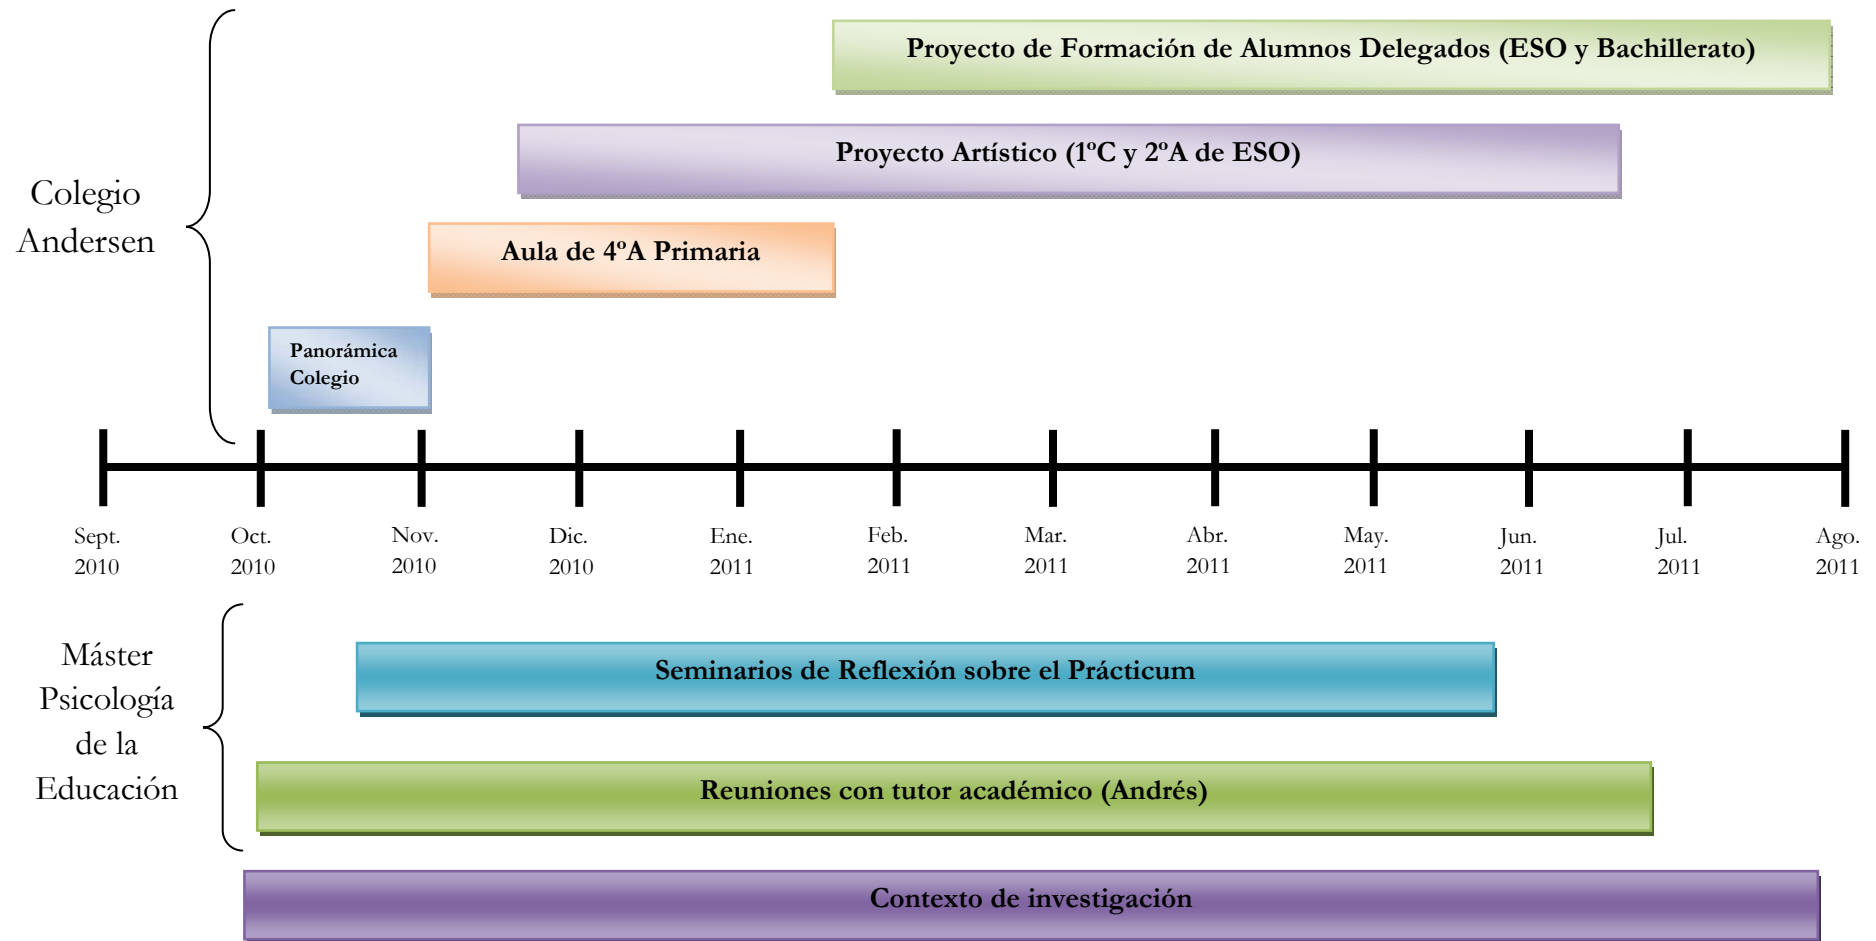 Proyecto de Formación de Alumnos Delegados (ESO y Bachillerato)
Proyecto Artístico (1ºC y 2ºA de ESO)
Colegio
Andersen
Aula de 4ºA Primaria
Panorámica
Colegio
Sept.
2010
Oct.
2010
Nov.
2010
Dic.
2010
Ene.
2011
Feb.
2011
Mar.
2011
Abr.
2011
May.
2011
Jun.
2011
Jul.
2011
Ago.
2011
Máster
Psicología
de la
Educación
Seminarios de Reflexión sobre el Prácticum
Reuniones con tutor académico (Andrés)
Contexto de investigación